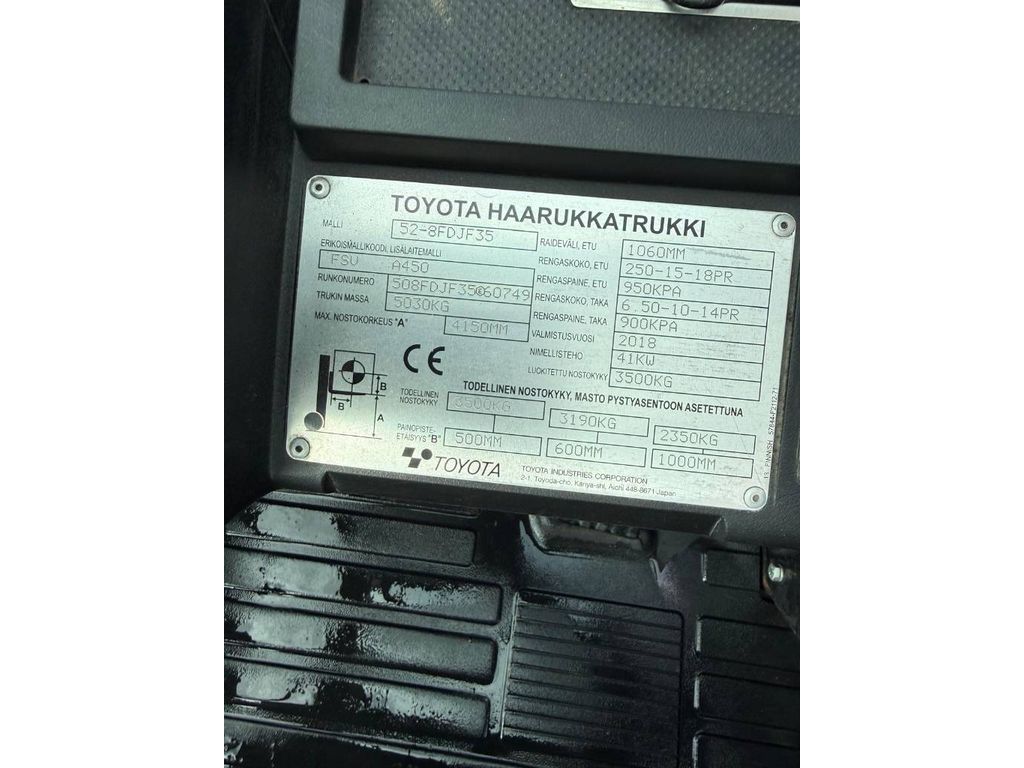 TOYOTA HAARUKKATRUKKI
MALLI 52-8FDJF35
ERIKOISMALLIKOODI, LISÄLAITEMALLI
FSV A450
RUNKONUMERO 508FDJF35 60749
TRUKIN MASSA 5030KG
MAX. NOSTOKORKEUS "A" 4150MM
RAIDEVÄLI, ETU 1060MM
RENGASKOKO, ETU 250-15-18PR
RENGASPAINE, ETU 950KPA
RENGASKOKO, TAKA 6.50-10-14PR
RENGASPAINE, TAKA 900KPA
VALMISTUSVUOSI 2018
NIMELLISTEHO 41KW
LUOKITETTU NOSTOKYKY 3500KG
CE
B
B
A
TODELLINEN NOSTOKYKY, MASTO PYSTYASENTOON ASETETTUNA
TODELLINEN NOSTOKYKY 3500KG 3190KG 2350KG
PAINOPISTE-ETÄISYYS "B" 500MM 600MM 1000MM
TOYOTA
TOYOTA INDUSTRIES CORPORATION
2-1, Toyoda-cho, Kariya-shi, Aichi 448-8671 Japan
FINNISH